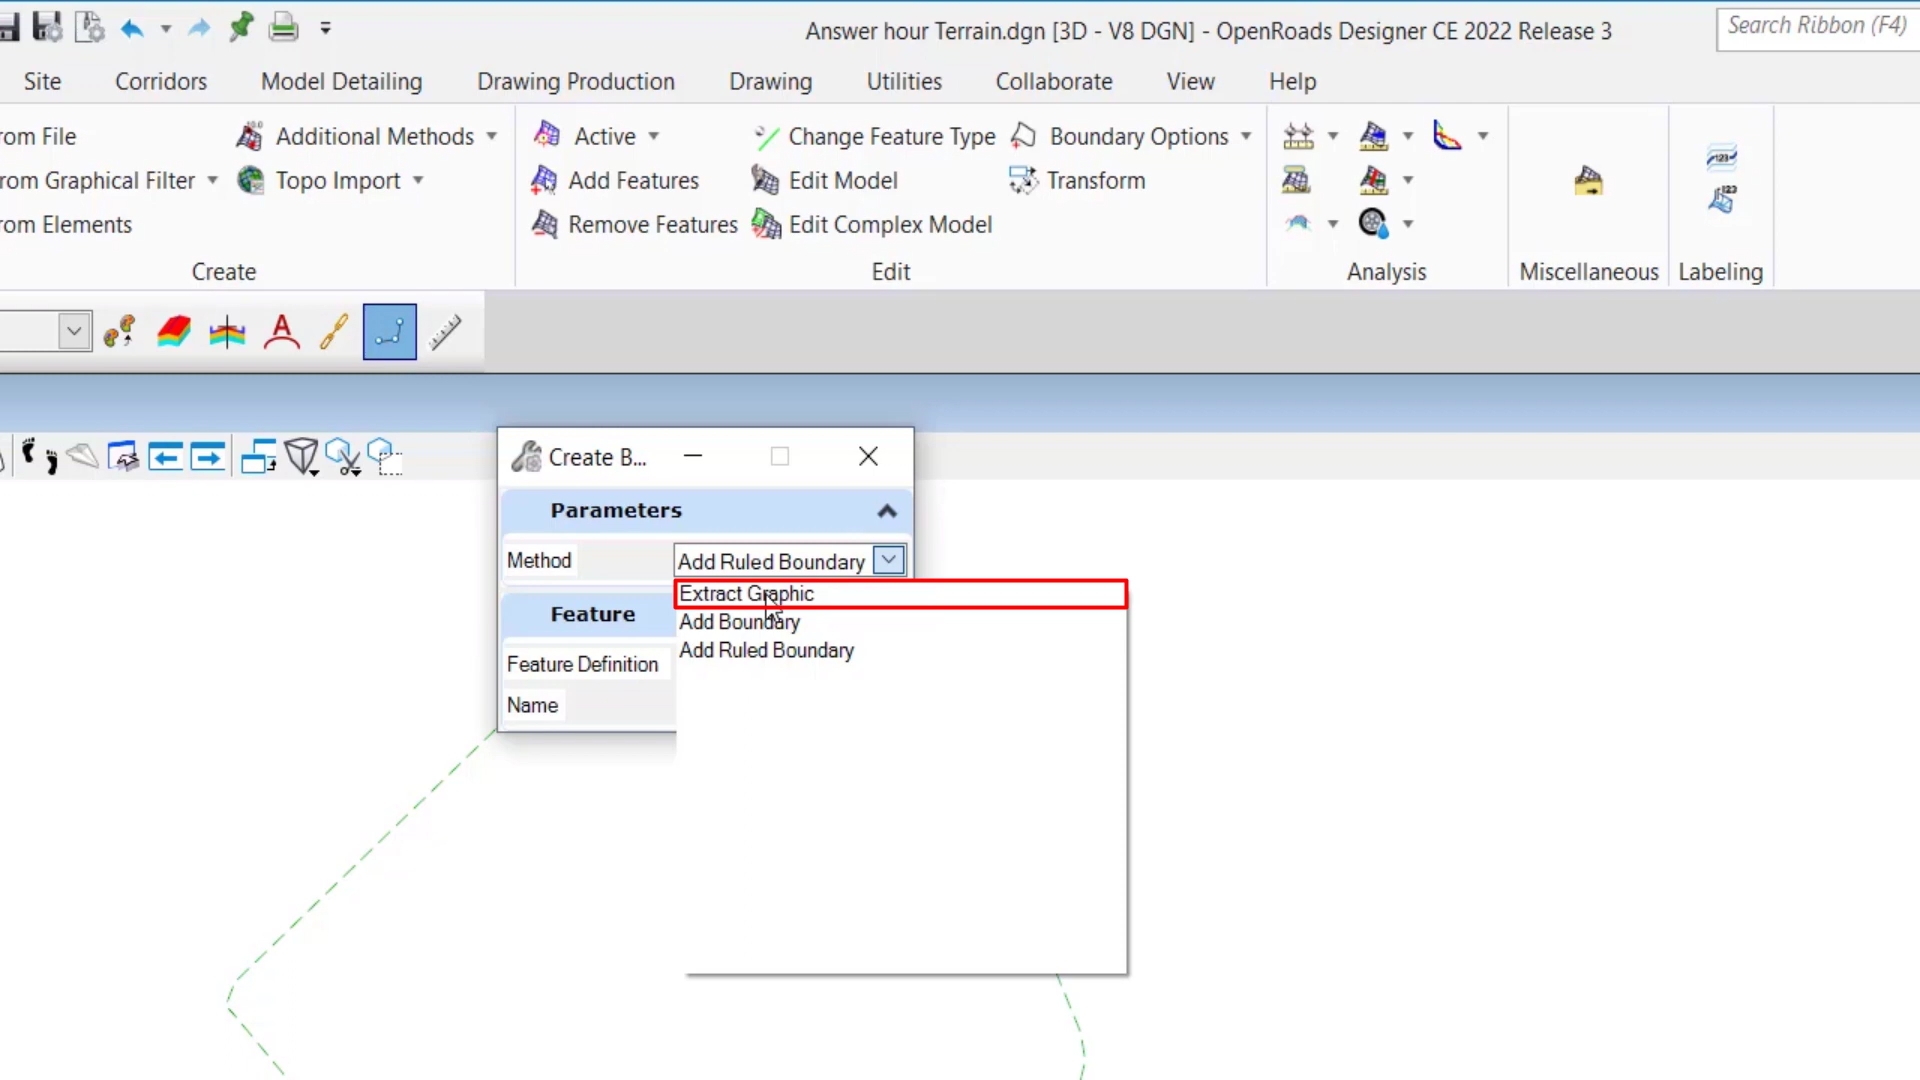 Answer hour Terrain.dgn [3D - V8 DGN] - OpenRoads Designer CE 2022 Release 3
Search Ribbon (F4)
Site Corridors Model Detailing Drawing Production Drawing Utilities Collaborate View Help
rom File
Additional Methods
Active
Change Feature Type
Boundary Options
rom Graphical Filter
Topo Import
Add Features
Edit Model
Transform
rom Elements
Remove Features
Edit Complex Model
Create
Edit
Analysis
Miscellaneous
Labeling
Create B...
Parameters
Method
Add Ruled Boundary
Extract Graphic
Add Boundary
Add Ruled Boundary
Feature
Feature Definition
Name